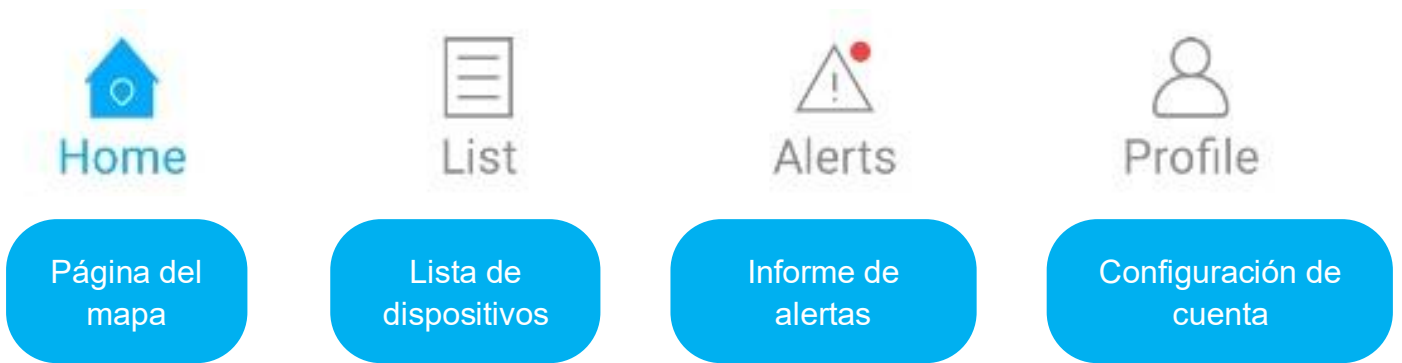 Home
List
Alerts
Profile
Página del
mapa
Lista de
dispositivos
Informe de
alertas
Configuración de
cuenta